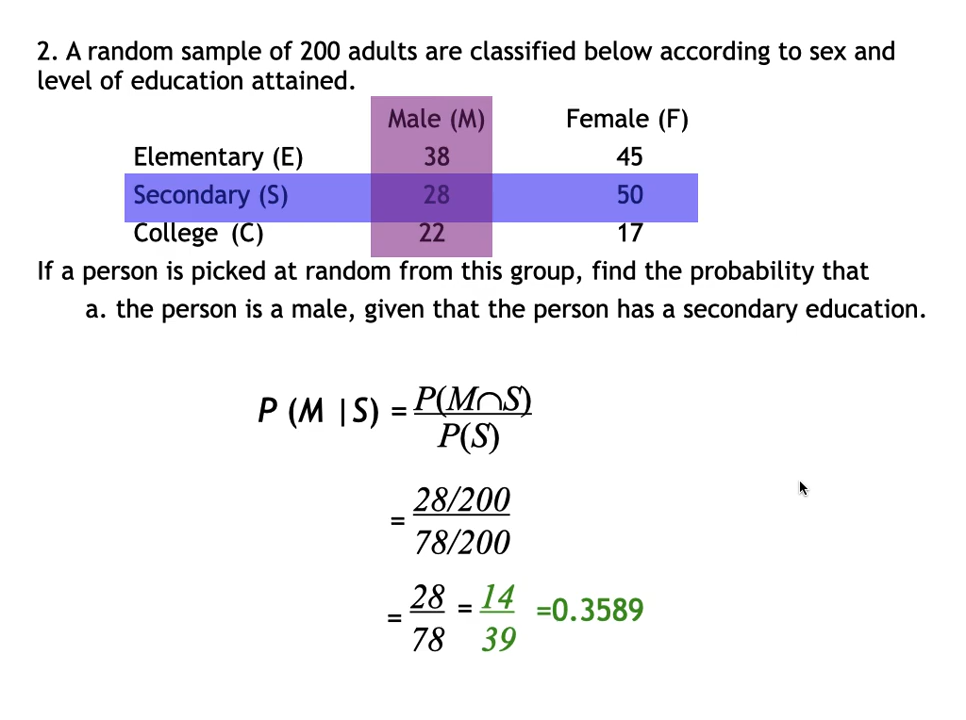 2. A random sample of 200 adults are classified below according to sex and
level of education attained.
Male (M) Female (F)
Elementary (E) 38 45
Secondary (S) 28 50
College (C) 22 17
If a person is picked at random from this group, find the probability that
a. the person is a male, given that the person has a secondary education.
P (M |S) = P(M∩S)
P(S)
= 28/200
78/200
= 28 = 14 =0.3589
78 39